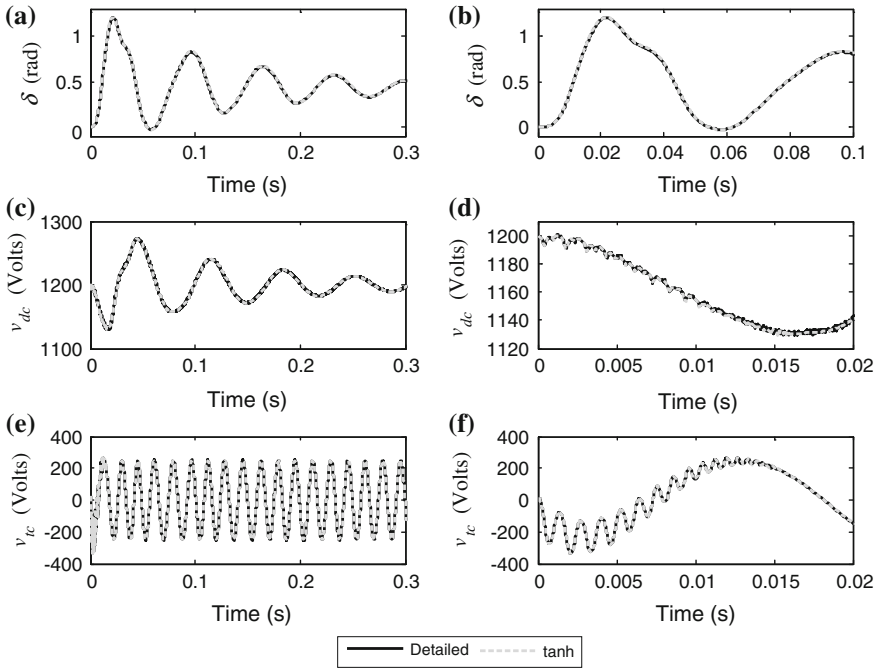 (a)
δ (rad)
1
0.5
0
0
0.1
0.2
0.3
Time (s)
(b)
δ (rad)
1
0.5
0
0
0.02
0.04
0.06
0.08
0.1
Time (s)
(c)
v_dc (Volts)
1300
1200
1100
0
0.1
0.2
0.3
Time (s)
(d)
v_dc (Volts)
1200
1180
1160
1140
1120
0
0.005
0.01
0.015
0.02
Time (s)
(e)
v_tc (Volts)
400
200
0
-200
-400
0
0.1
0.2
0.3
Time (s)
(f)
v_tc (Volts)
400
200
0
-200
-400
0
0.005
0.01
0.015
0.02
Time (s)
Detailed
tanh